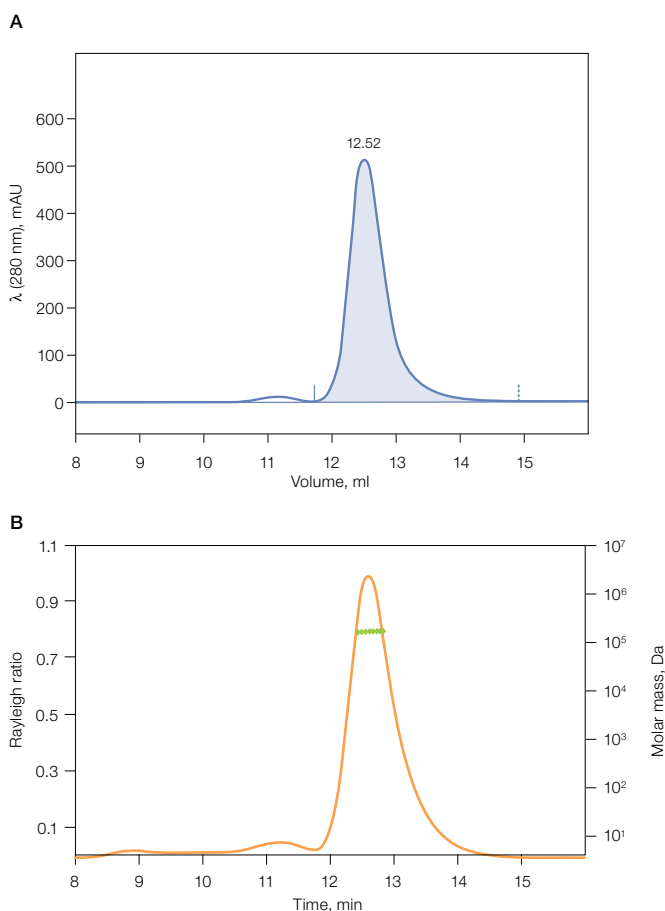 A
12.52
600
500
400
300
200
100
0
λ (280 nm), mAU
8 9 10 11 12 13 14 15
Volume, ml
B
1.1
0.9
0.7
0.5
0.3
0.1
Rayleigh ratio
10⁷
10⁶
10⁵
10⁴
10³
10²
10¹
Molar mass, Da
8 9 10 11 12 13 14 15
Time, min